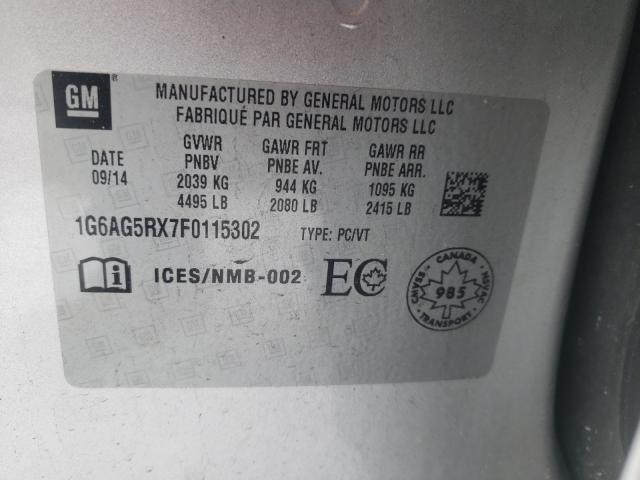 GM
®
MANUFACTURED BY GENERAL MOTORS LLC
FABRIQUÉ PAR GENERAL MOTORS LLC
DATE GVWR GAWR FRT GAWR RR
09/14 PNBV PNBE AV. PNBE ARR.
2039 KG 944 KG 1095 KG
4495 LB 2080 LB 2415 LB
1G6AG5RX7F0115302 TYPE: PC/VT
i ICES/NMB-002 EC
CANADA
CMVSS NSVAC
985
TRANSPORT